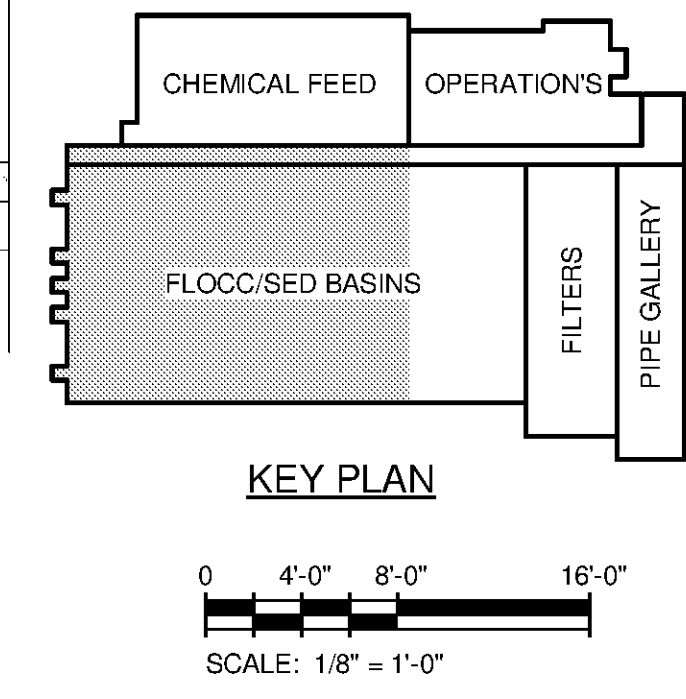 CHEMICAL FEED
OPERATION'S
FLOCC/SED BASINS
FILTERS
PIPE GALLERY
KEY PLAN
0 4'-0" 8'-0" 16'-0"
SCALE: 1/8" = 1'-0"